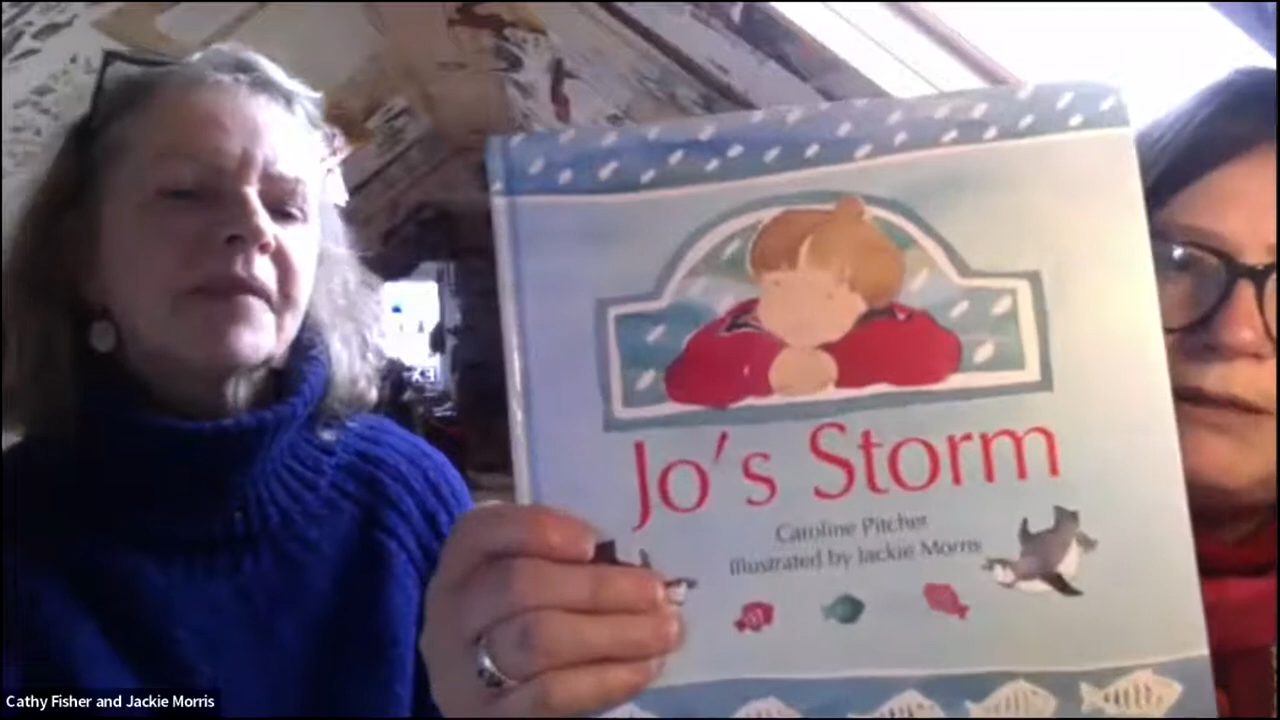 Jo's Storm
Caroline Pitcher
Illustrated by Jackie Morris
Cathy Fisher and Jackie Morris